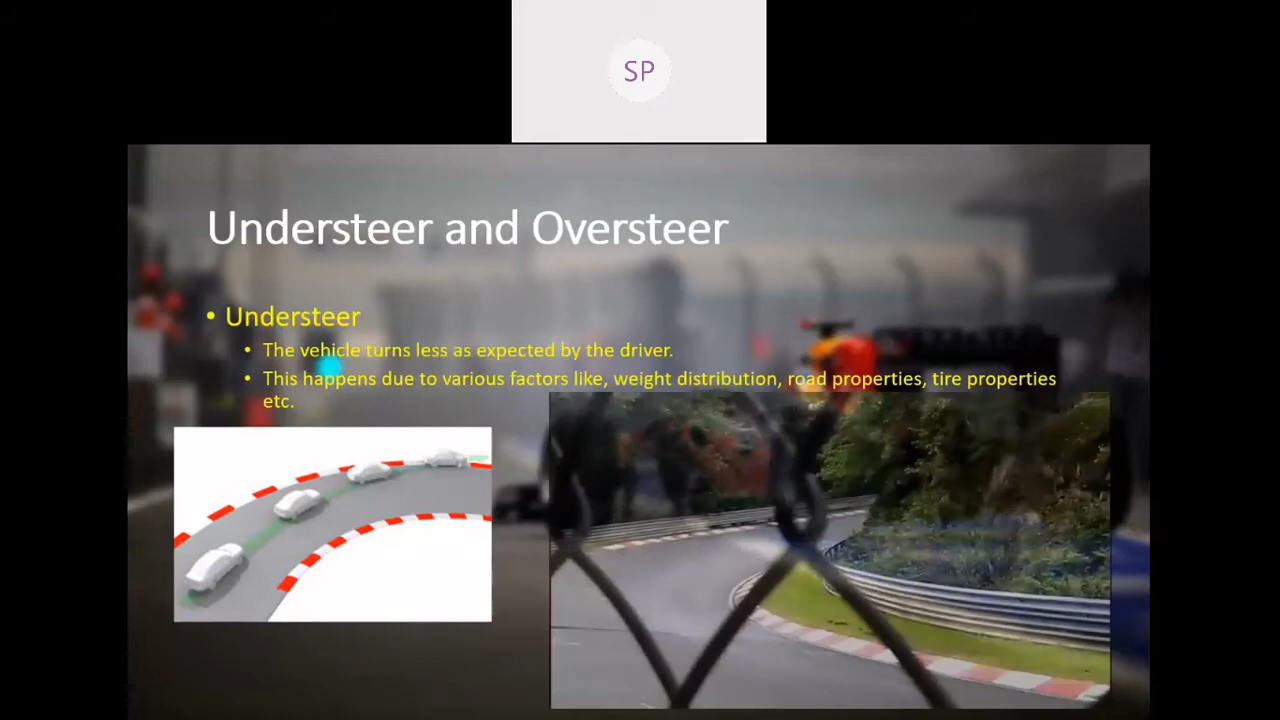 SP
Understeer and Oversteer
• Understeer
• The vehicle turns less as expected by the driver.
• This happens due to various factors like, weight distribution, road properties, tire properties
etc.